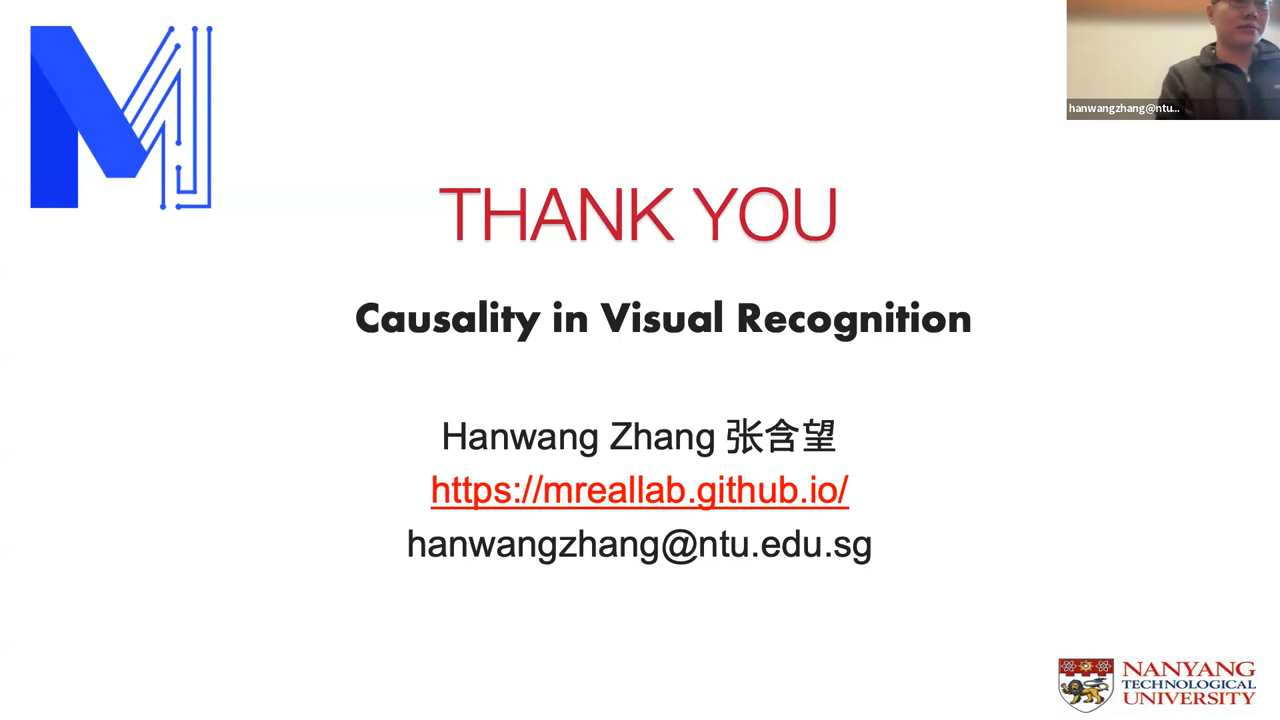 hanwangzhang@ntu...
THANK YOU
Causality in Visual Recognition
Hanwang Zhang 张含望
https://mreallab.github.io/
hanwangzhang@ntu.edu.sg
NANYANG
TECHNOLOGICAL
UNIVERSITY